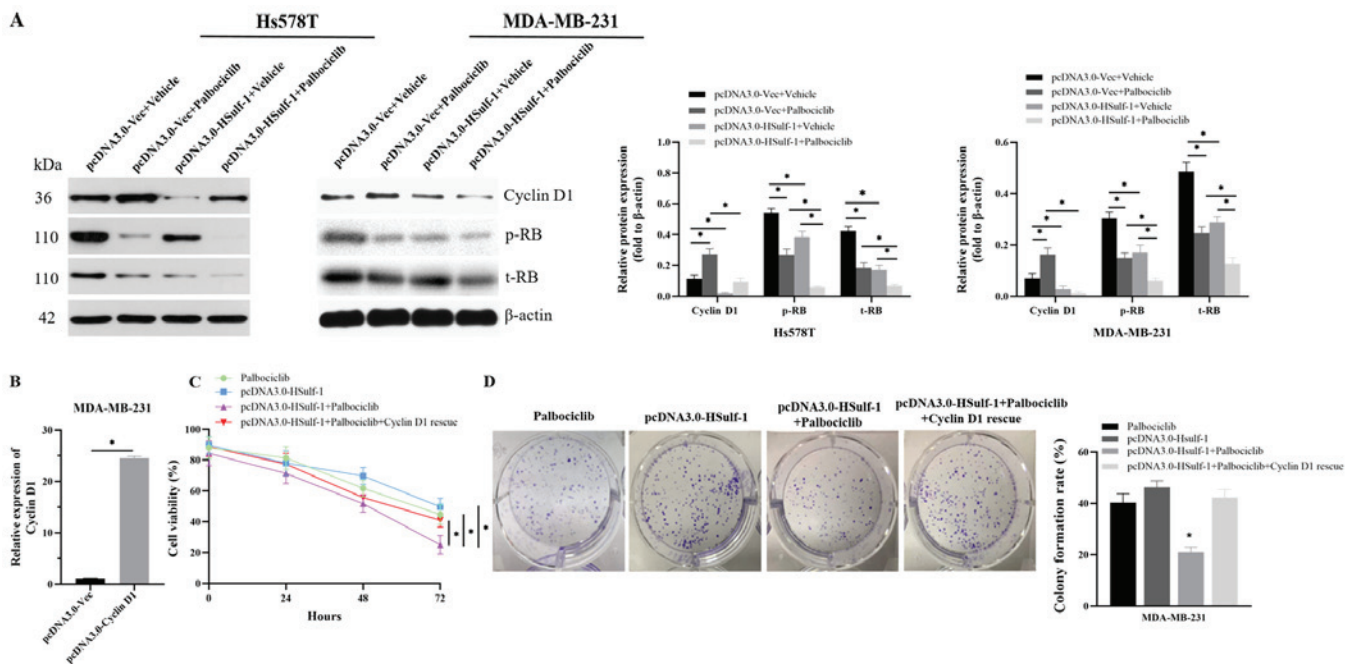 A
Hs578T
MDA-MB-231
pcDNA3.0-Vec+Vehicle
pcDNA3.0-Vec+Palbociclib
pcDNA3.0-HSulf-1+Vehicle
pcDNA3.0-HSulf-1+Palbociclib
pcDNA3.0-Vec+Vehicle
pcDNA3.0-Vec+Palbociclib
pcDNA3.0-HSulf-1+Vehicle
pcDNA3.0-HSulf-1+Palbociclib
kDa
36
110
110
42
Cyclin D1
p-RB
t-RB
β-actin
pcDNA3.0-Vec+Vehicle
pcDNA3.0-Vec+Palbociclib
pcDNA3.0-HSulf-1+Vehicle
pcDNA3.0-HSulf-1+Palbociclib
Relative protein expression
(fold to β-actin)
1.0
0.8
0.6
0.4
0.2
0.0
* * * * * * * * * * *
Cyclin D1 p-RB t-RB
Hs578T
pcDNA3.0-Vec+Vehicle
pcDNA3.0-Vec+Palbociclib
pcDNA3.0-HSulf-1+Vehicle
pcDNA3.0-HSulf-1+Palbociclib
Relative protein expression
(fold to β-actin)
0.6
0.4
0.2
0.0
* * * * * * * * * * *
Cyclin D1 p-RB t-RB
MDA-MB-231
B
MDA-MB-231
Relative expression of
Cyclin D1
30
20
10
0
*
pcDNA3.0-Vec
pcDNA3.0-Cyclin D1
C
Palbociclib
pcDNA3.0-HSulf-1
pcDNA3.0-HSulf-1+Palbociclib
pcDNA3.0-HSulf-1+Palbociclib+Cyclin D1 rescue
Cell viability (%)
100
80
60
40
20
0
* * *
0 24 48 72
Hours
D
Palbociclib
pcDNA3.0-HSulf-1
pcDNA3.0-HSulf-1
+Palbociclib
pcDNA3.0-HSulf-1+Palbociclib
+Cyclin D1 rescue
Palbociclib
pcDNA3.0-Hsulf-1
pcDNA3.0-Hsulf-1+Palbociclib
pcDNA3.0-HSulf-1+Palbociclib+Cyclin D1 rescue
Colony formation rate (%)
60
40
20
0
*
MDA-MB-231